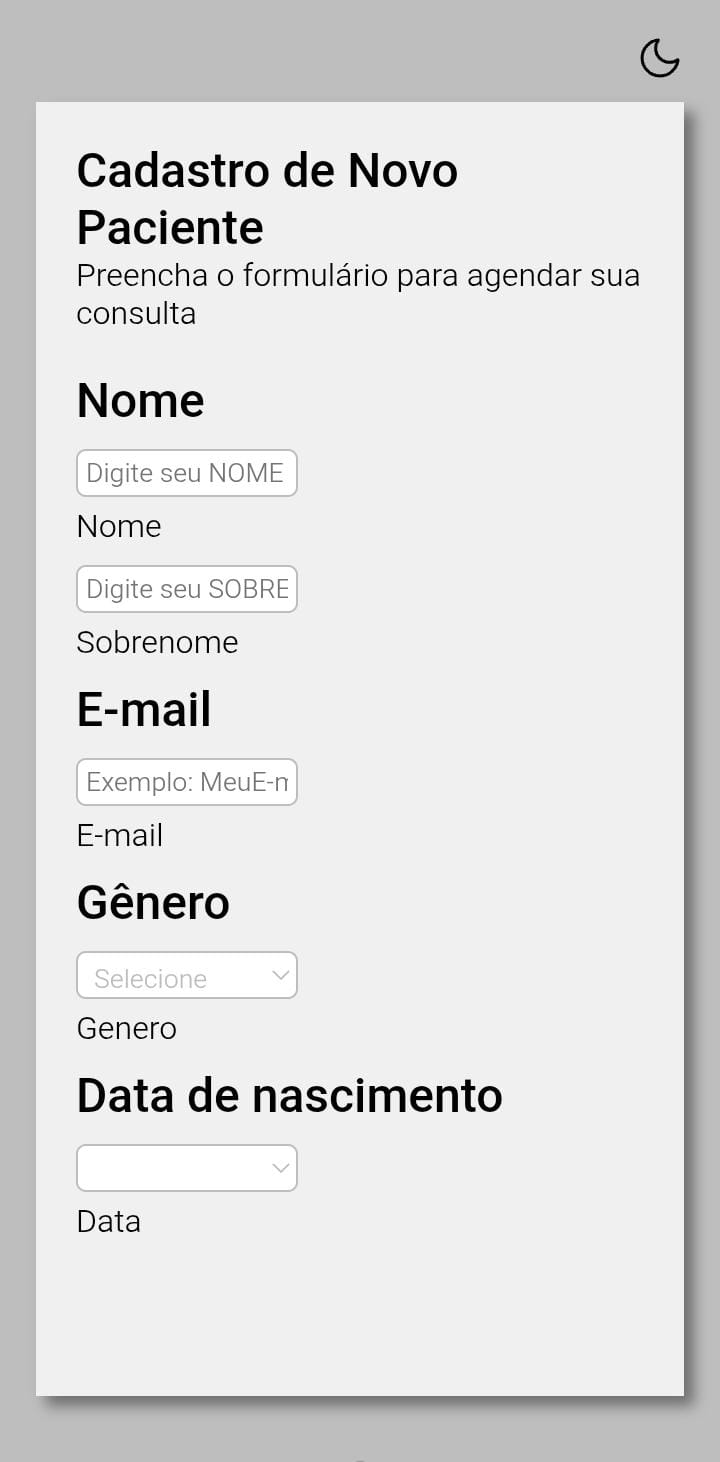 Cadastro de Novo
Paciente
Preencha o formulário para agendar sua
consulta
Nome
Digite seu NOME
Nome
Digite seu SOBRE
Sobrenome
E-mail
Exemplo: MeuE-m
E-mail
Gênero
Selecione
Genero
Data de nascimento
Data